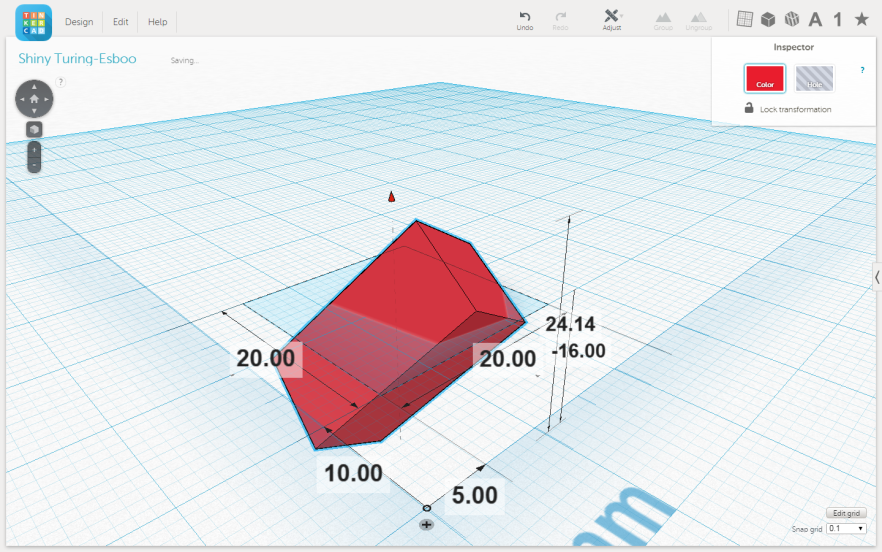 TIN
KER
CAD
Design
Edit
Help
Undo
Redo
Adjust
Group
Ungroup
A
1
Shiny Turing-Esboo
Saving...
?
Inspector
Color
Hole
?
Lock transformation
+
-
24.14
20.00
20.00
-16.00
10.00
5.00
om
Edit grid
Snap grid 0.1